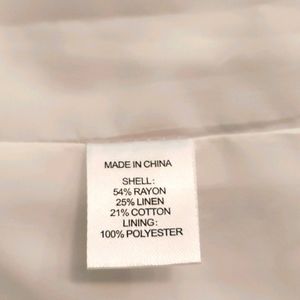 MADE IN CHINA
SHELL:
54% RAYON
25% LINEN
21% COTTON
LINING:
100% POLYESTER